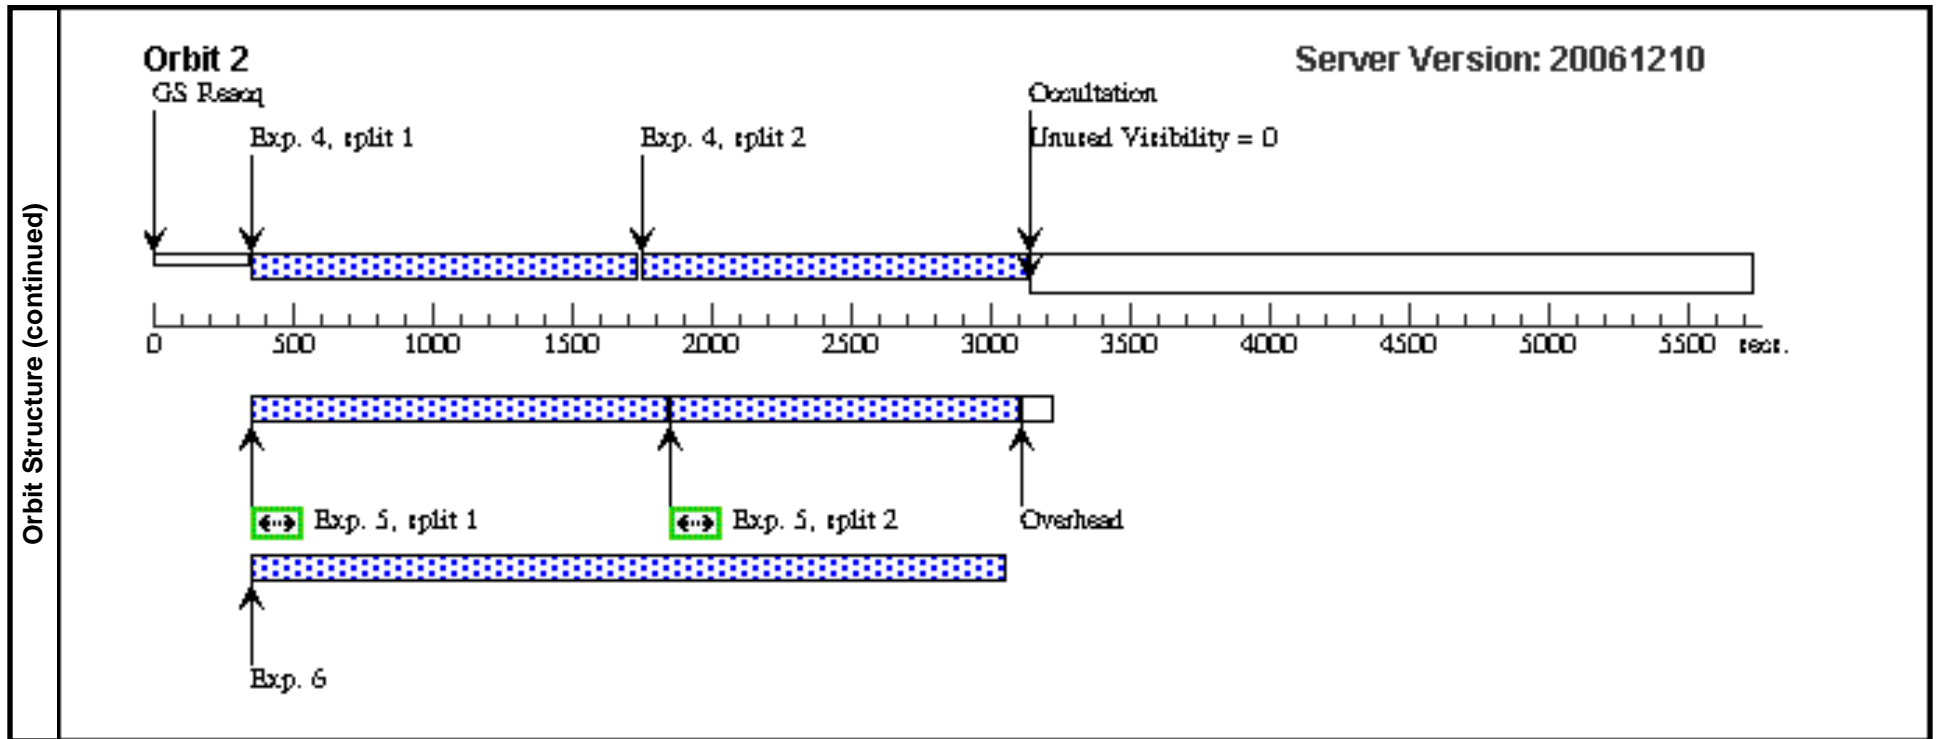 Orbit Structure (continued)
Orbit 2
Server Version: 20061210
GS Reacq
Occultation
Exp. 4, split 1
Exp. 4, split 2
Unused Visibility = 0
0 500 1000 1500 2000 2500 3000 3500 4000 4500 5000 5500 secs.
Exp. 5, split 1
Exp. 5, split 2
Overhead
Exp. 6